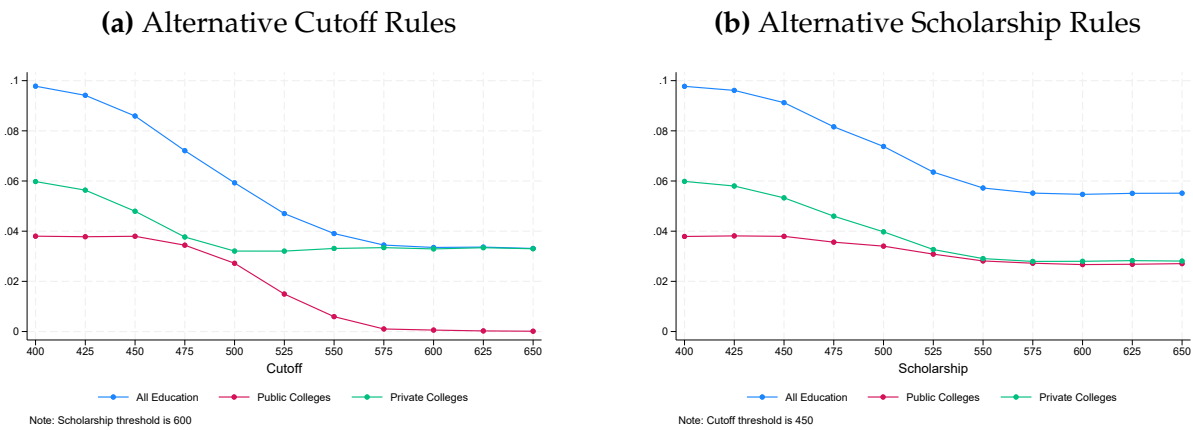 (a) Alternative Cutoff Rules
.1
.08
.06
.04
.02
0
400 425 450 475 500 525 550 575 600 625 650
Cutoff
All Education Public Colleges Private Colleges
Note: Scholarship threshold is 600
(b) Alternative Scholarship Rules
.1
.08
.06
.04
.02
0
400 425 450 475 500 525 550 575 600 625 650
Scholarship
All Education Public Colleges Private Colleges
Note: Cutoff threshold is 450